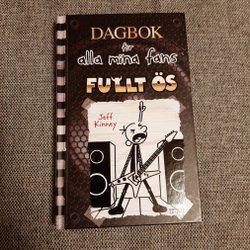 DAGBOK
för
alla mina fans
FULLT ÖS
Jeff
Kinney